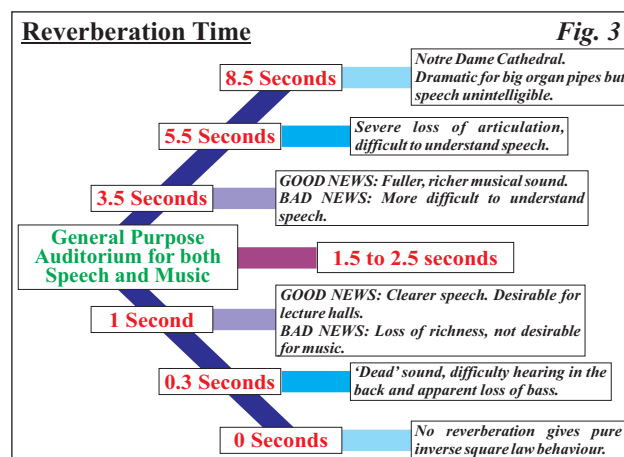 Reverberation Time
Fig. 3
8.5 Seconds
Notre Dame Cathedral.
Dramatic for big organ pipes but
speech unintelligible.
5.5 Seconds
Severe loss of articulation,
difficult to understand speech.
3.5 Seconds
GOOD NEWS: Fuller, richer musical sound.
BAD NEWS: More difficult to understand
speech.
General Purpose
Auditorium for both
Speech and Music
1.5 to 2.5 seconds
1 Second
GOOD NEWS: Clearer speech. Desirable for
lecture halls.
BAD NEWS: Loss of richness, not desirable
for music.
0.3 Seconds
‘Dead’ sound, difficulty hearing in the
back and apparent loss of bass.
0 Seconds
No reverberation gives pure
inverse square law behaviour.